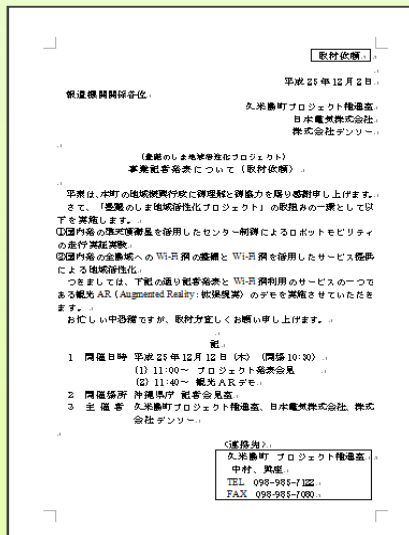 取材依頼
平成25年12月2日
報道機関関係各位
久米島町プロジェクト推進室
日本電気株式会社
株式会社デンソー
(島嶼のしま地域活性化プロジェクト)
事業記者発表について(取材依頼)
平素は、本町の地域振興行政に御理解と御協力を賜り感謝申し上げます。
さて、「島嶼のしま地域活性化プロジェクト」の取組みの一環として以
下を実施します。
①国内発の準天頂衛星を活用したセンター制御によるロボットモビリティ
の走行実証実験
②国内発の全島域へのWi-Fi網の整備とWi-Fi網を活用したサービス提供
による地域活性化
つきましては、下記の通り記者発表とWi-Fi網利用のサービスの一つで
ある観光AR(Augmented Reality:拡張現実)のデモを実施させていただき
ます。
お忙しい中恐縮ですが、取材方宜しくお願い申し上げます。
記
1 開催日時 平成25年12月12日(木) (開場10:30)
(1) 11:00~ プロジェクト発表会見
(2) 11:40~ 観光ARデモ
2 開催場所 沖縄県庁 記者会見室
3 主催者 久米島町プロジェクト推進室、日本電気株式会社、株式
会社デンソー
(連絡先)
久米島町 プロジェクト推進室
中村、
TEL 098-985-7122
FAX 098-985-7080